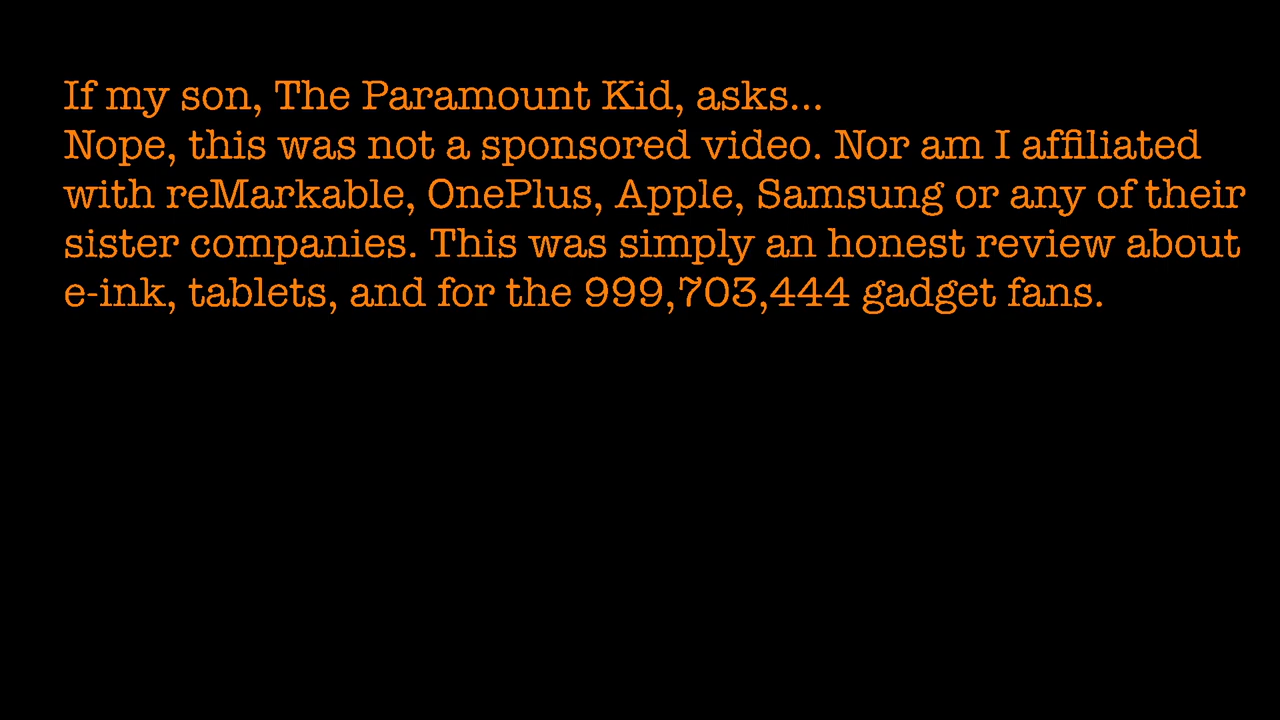 If my son, The Paramount Kid, asks...
Nope, this was not a sponsored video. Nor am I affiliated
with reMarkable, OnePlus, Apple, Samsung or any of their
sister companies. This was simply an honest review about
e-ink, tablets, and for the 999,703,444 gadget fans.